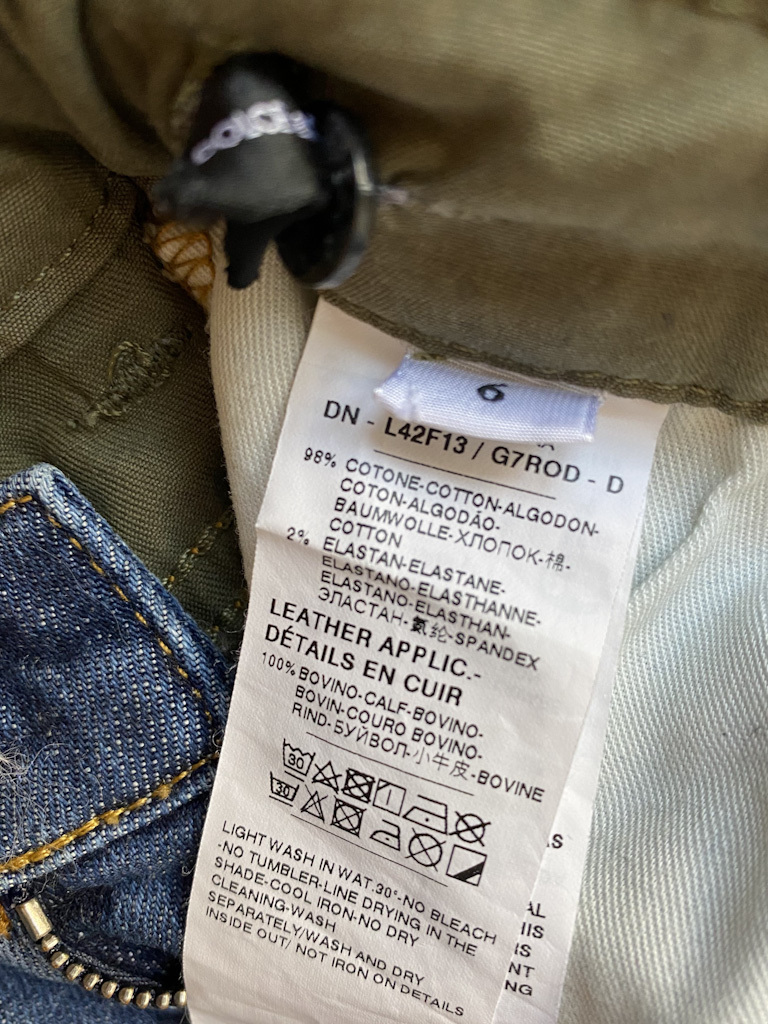 6
DN - L42F13 / G7ROD - D
98% COTONE-COTTON-ALGODON-
COTON-ALGODÃO-
BAUMWOLLE-ХЛОПОК-棉-
COTTON
2% ELASTAN-ELASTANE-
ELASTANO-ELASTHANNE-
ELASTANO-ELASTHAN-
ЭЛАСТАН-氨纶-SPANDEX
LEATHER APPLIC.-
DÉTAILS EN CUIR
100% BOVINO-CALF-BOVINO-
BOVIN-COURO BOVINO-
RIND-БУЙВОЛ-小牛皮-BOVINE
30
30
LIGHT WASH IN WAT.30°-NO BLEACH
-NO TUMBLER-LINE DRYING IN THE
SHADE-COOL IRON-NO DRY
CLEANING-WASH
SEPARATELY/WASH AND DRY
INSIDE OUT/ NOT IRON ON DETAILS